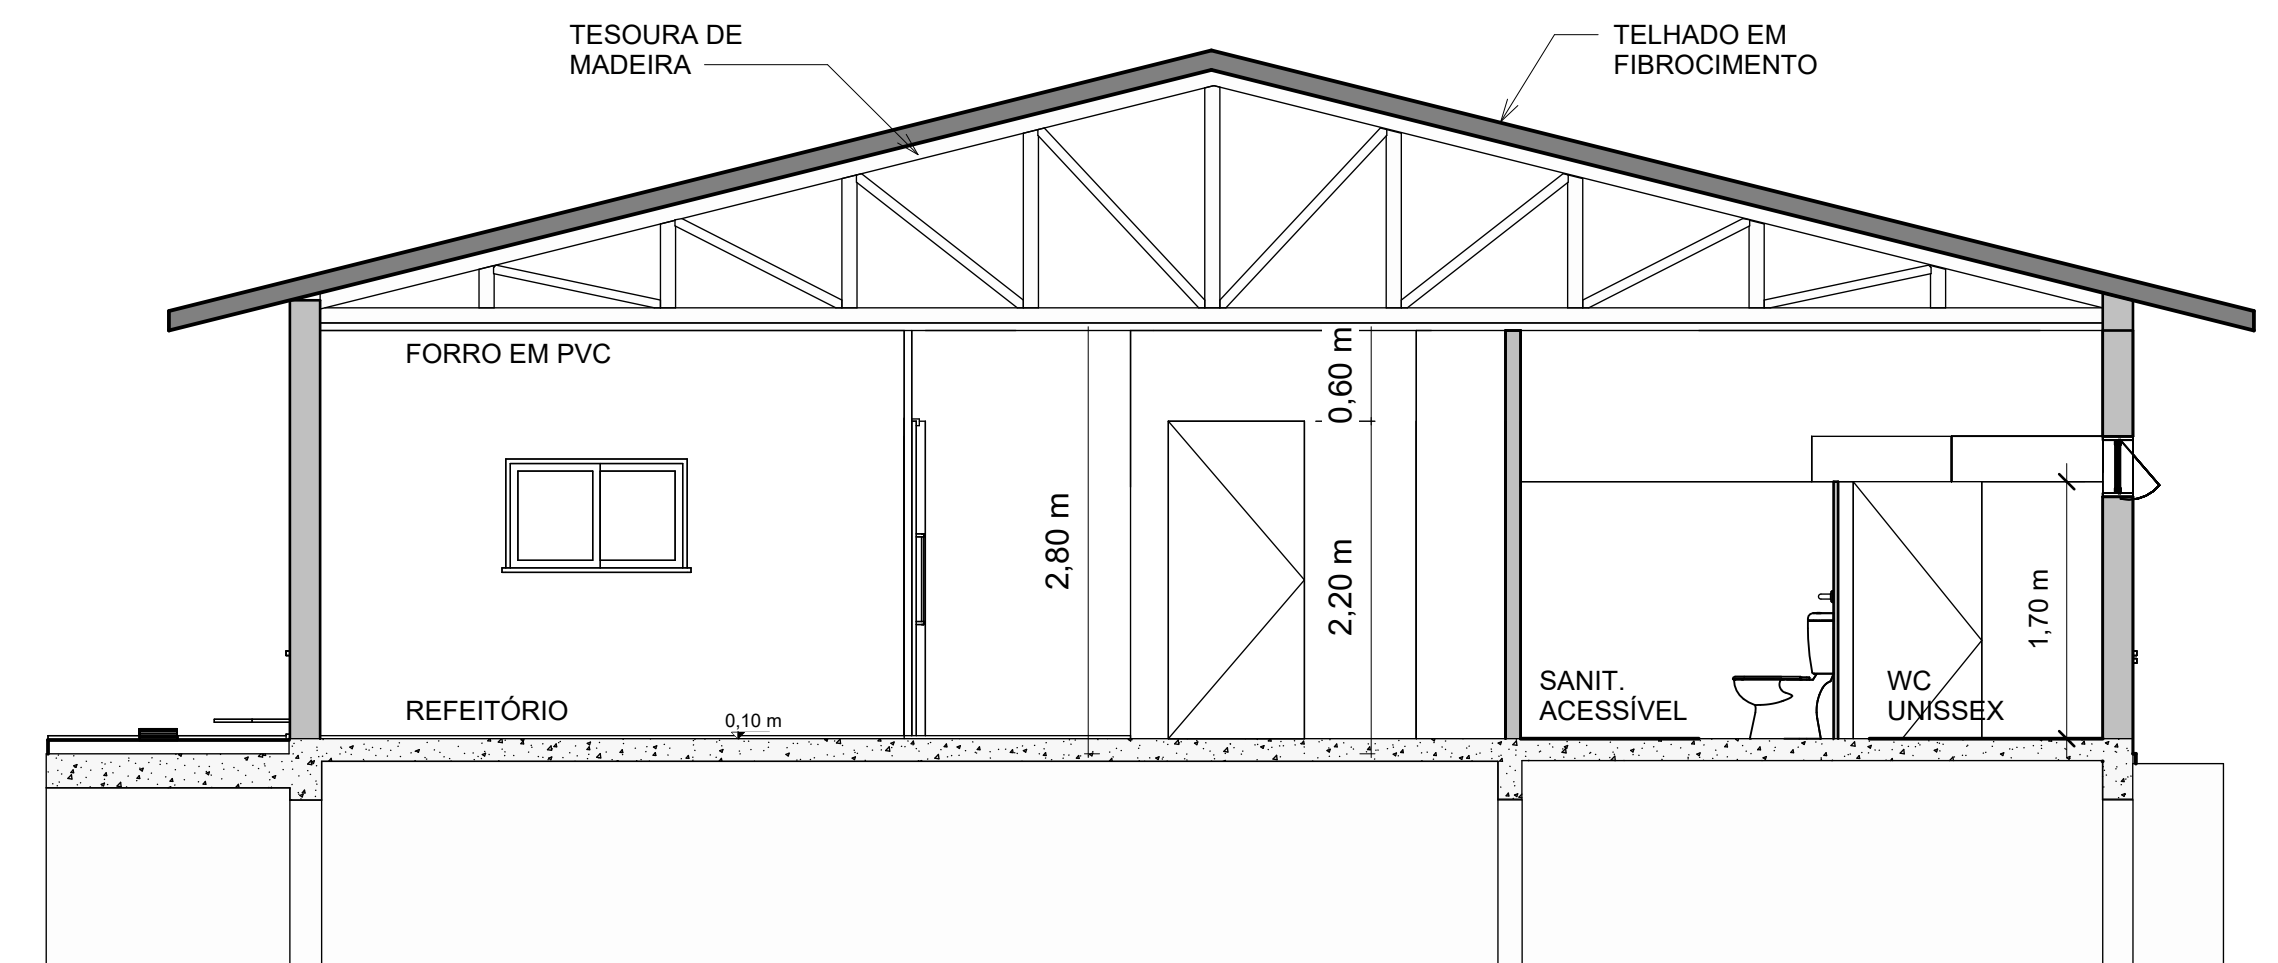 TESOURA DE
MADEIRA
TELHADO EM
FIBROCIMENTO
FORRO EM PVC
0,60 m
2,80 m
2,20 m
1,70 m
REFEITÓRIO
0,10 m
SANIT.
ACESSÍVEL
WC
UNISSEX